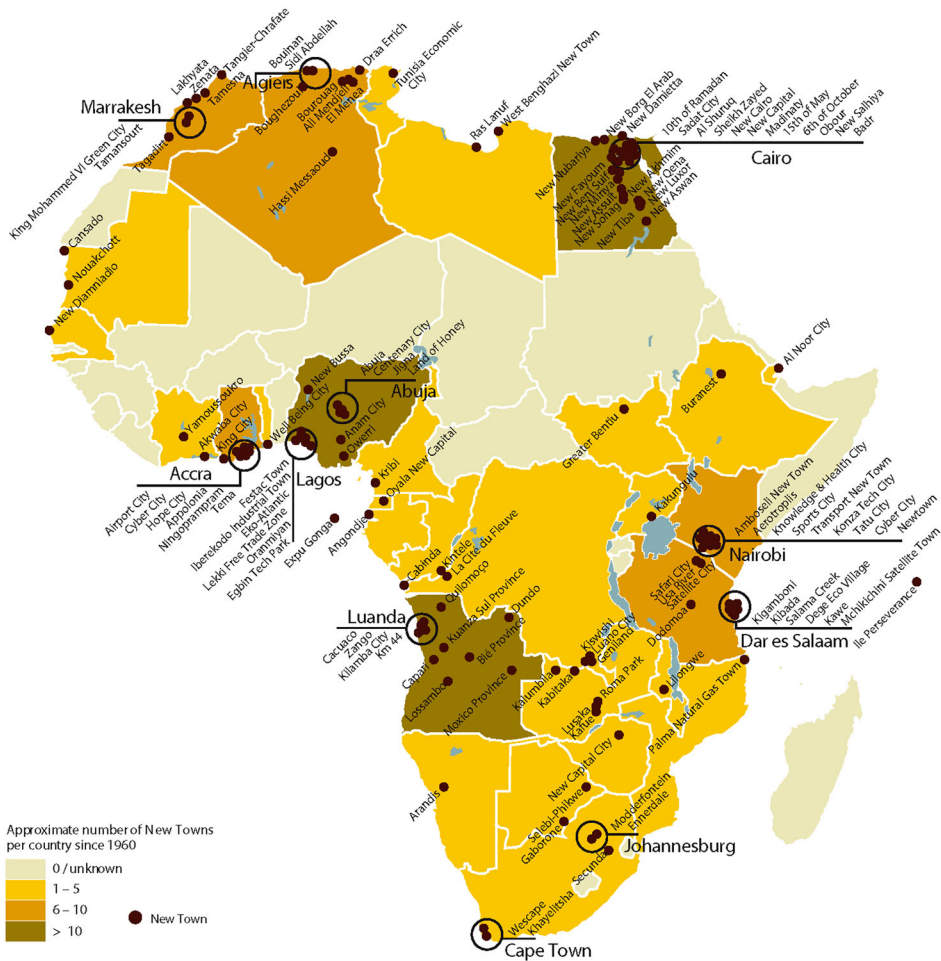 Tangier-Chrafate
Tamesna
Zenata
Lakhyata
Marrakesh
King Mohammed VI Green City
Tamansourt
Tagadirt
Bouinan
Sidi Abdellah
Algiers
Boughezoul
Bourouag
Ali Mendjeli
El Menea
Draa Errich
Hassi Messaoud
Tunisia Economic
City
Ras Lanuf
West Benghazi New Town
New Borg El Arab
New Damietta
New Nubariya
10th of Ramadan
Sadat City
Al Shuruq
Sheikh Zayed
New Cairo
New Capital
Madinaty
15th of May
6th of October
Obour
New Salhiya
Badr
Cairo
New Fayoum
New Beni Suif
New Minya
New Assuit
New Sohag
New Tiba
New Akhmim
New Qena
New Luxor
New Aswan
Cansado
Nouakchott
New Diamniadio
Yamoussoukro
Akwaba City
King City
Well-Being City
New Bussa
Abuja
Centenary City
Jigna
Land of Honey
Abuja
Anam City
Owerri
Accra
Airport City
Cyber City
Hope City
Appolonia
Ningoprampram
Tema
Lagos
Festac Town
Iberekodo Industrial Town
Eko-Atlantic
Lekki Free Trade Zone
Oranmiyan
Egbin Tech Park
Kribi
Oyala New Capital
Angondje
Expu Gonga
Cabinda
Kintele
La Cite du Fleuve
Greater Bentiu
Buranest
Al Noor City
Kakungulu
Amboseli New Town
Aerotroplis
Knowledge & Health City
Sports City
Transport New Town
Konza Tech City
Tatu City
Cyber City
Newtown
Nairobi
Safari City
Usa River
Satellite City
Dodomoa
Dar es Salaam
Kigamboni
Kibada
Salama Creek
Dege Eco Village
Kawe
Mchikichini Satellite Town
Ile Perseverance
Luanda
Cacuaco
Zango
Kilamba City
Km 44
Quilomoço
Kuanza Sul Province
Dundo
Capari
Bié Province
Lossambo
Moxico Province
Kiswishi
Luano City
Geniland
Kalumbila
Kabitaka
Roma Park
Lusaka
Kafue
Lilongwe
Palma Natural Gas Town
Arandis
New Capital City
Selebi-Phikwe
Gaborone
Modderfontein
Ennerdale
Johannesburg
Secunda
Wescape
Khayelitsha
Cape Town
Approximate number of New Towns
per country since 1960
0 / unknown
1 – 5
6 – 10
> 10
New Town